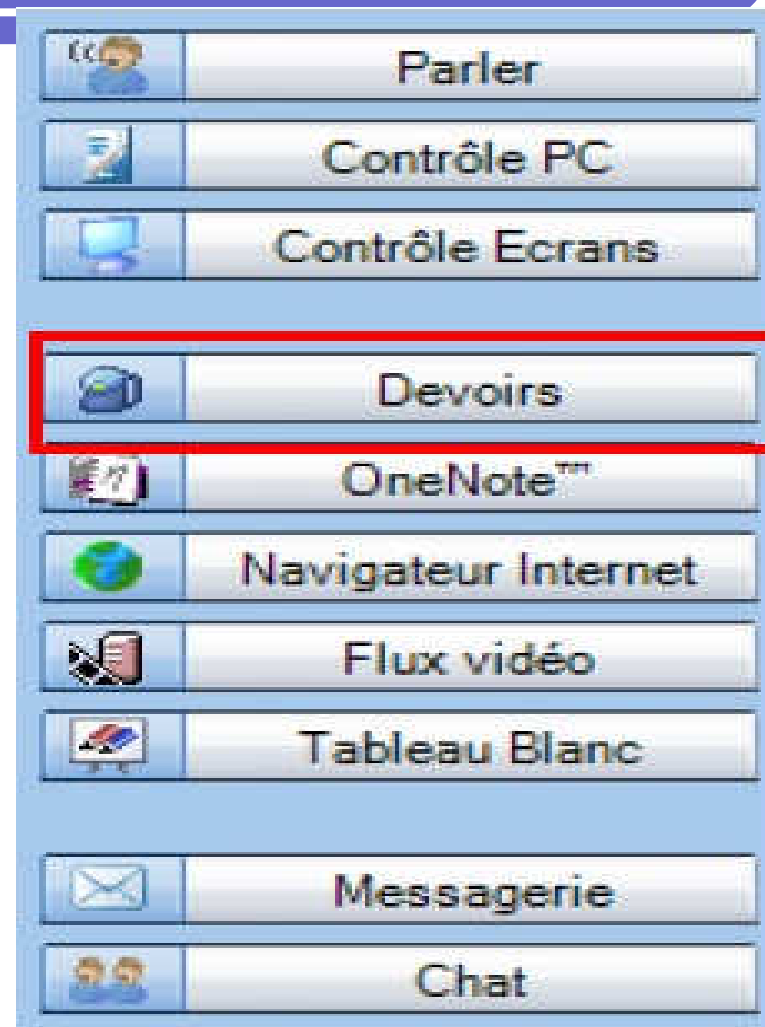 Parler
Contrôle PC
Contrôle Ecrans
Devoirs
OneNote™
Navigateur Internet
Flux vidéo
Tableau Blanc
Messagerie
Chat